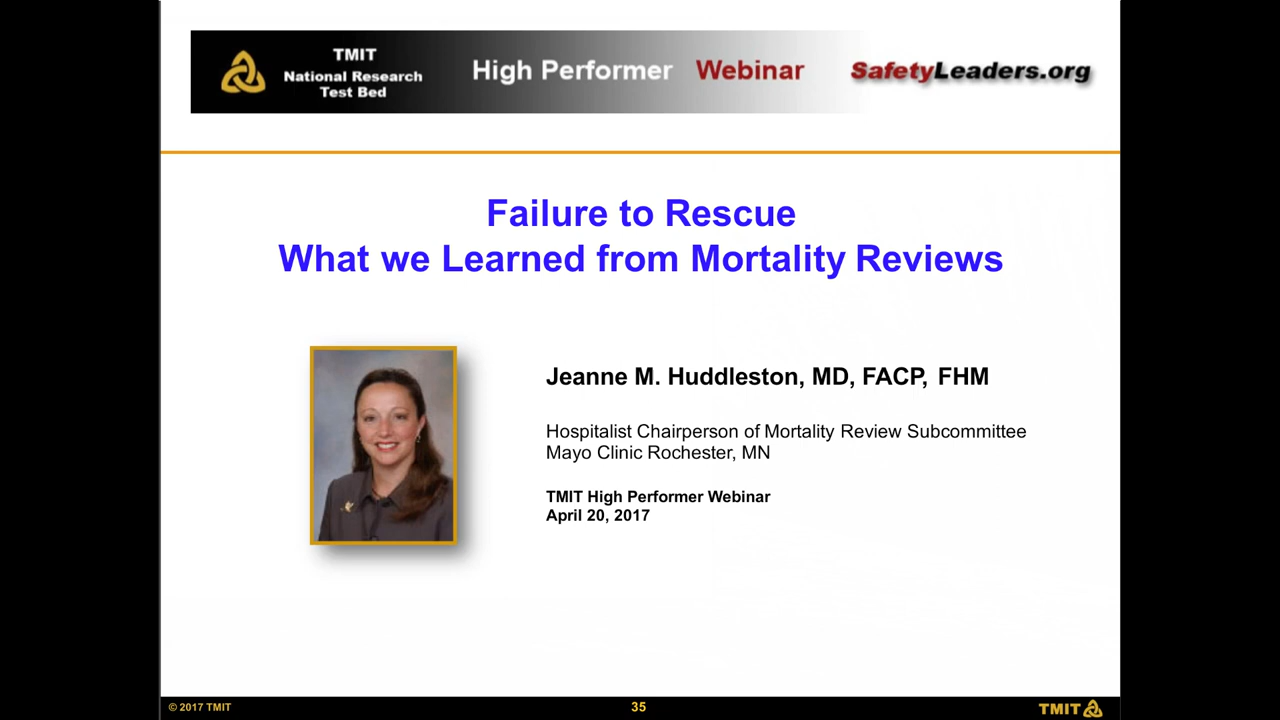 TMIT
National Research
Test Bed
High Performer Webinar
SafetyLeaders.org
Failure to Rescue
What we Learned from Mortality Reviews
Jeanne M. Huddleston, MD, FACP, FHM
Hospitalist Chairperson of Mortality Review Subcommittee
Mayo Clinic Rochester, MN
TMIT High Performer Webinar
April 20, 2017
© 2017 TMIT
35
TMIT